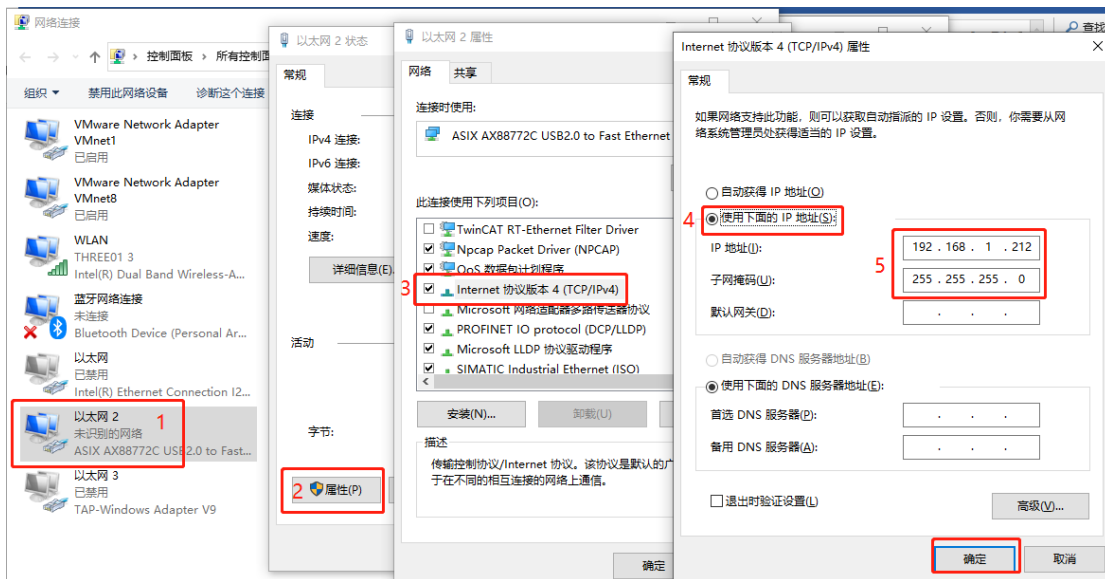 网络连接
控制面板 > 所有控制面
查找
组织
禁用此网络设备
诊断这个连接
VMware Network Adapter
VMnet1
已启用
VMware Network Adapter
VMnet8
已启用
WLAN
THREE01 3
Intel(R) Dual Band Wireless-A...
蓝牙网络连接
未连接
Bluetooth Device (Personal Ar...
以太网
已禁用
Intel(R) Ethernet Connection I2...
以太网 2
1
未识别的网络
ASIX AX88772C USB2.0 to Fast...
以太网 3
已禁用
TAP-Windows Adapter V9
以太网 2 状态
常规
连接
IPv4 连接:
IPv6 连接:
媒体状态:
持续时间:
速度:
详细信息(E)
活动
字节:
2
属性(P)
以太网 2 属性
网络
共享
连接时使用:
ASIX AX88772C USB2.0 to Fast Ethernet
此连接使用下列项目(O):
TwinCAT RT-Ethernet Filter Driver
Npcap Packet Driver (NPCAP)
QoS 数据包计划程序
3
Internet 协议版本 4 (TCP/IPv4)
Microsoft 网络适配器多路传送器协议
PROFINET IO protocol (DCP/LLDP)
Microsoft LLDP 协议驱动程序
SIMATIC Industrial Ethernet (ISO)
安装(N)...
卸载(U)
描述
传输控制协议/Internet 协议。该协议是默认的广
于在不同的相互连接的网络上通信。
确定
Internet 协议版本 4 (TCP/IPv4) 属性
常规
如果网络支持此功能，则可以获取自动指派的 IP 设置。否则，你需要从网
络系统管理员处获得适当的 IP 设置。
自动获得 IP 地址(O)
4
使用下面的 IP 地址(S):
IP 地址(I):
192 . 168 . 1 . 212
5
子网掩码(U):
255 . 255 . 255 . 0
默认网关(D):
. . .
自动获得 DNS 服务器地址(B)
使用下面的 DNS 服务器地址(E):
首选 DNS 服务器(P):
. . .
备用 DNS 服务器(A):
. . .
退出时验证设置(L)
高级(V)...
确定
取消